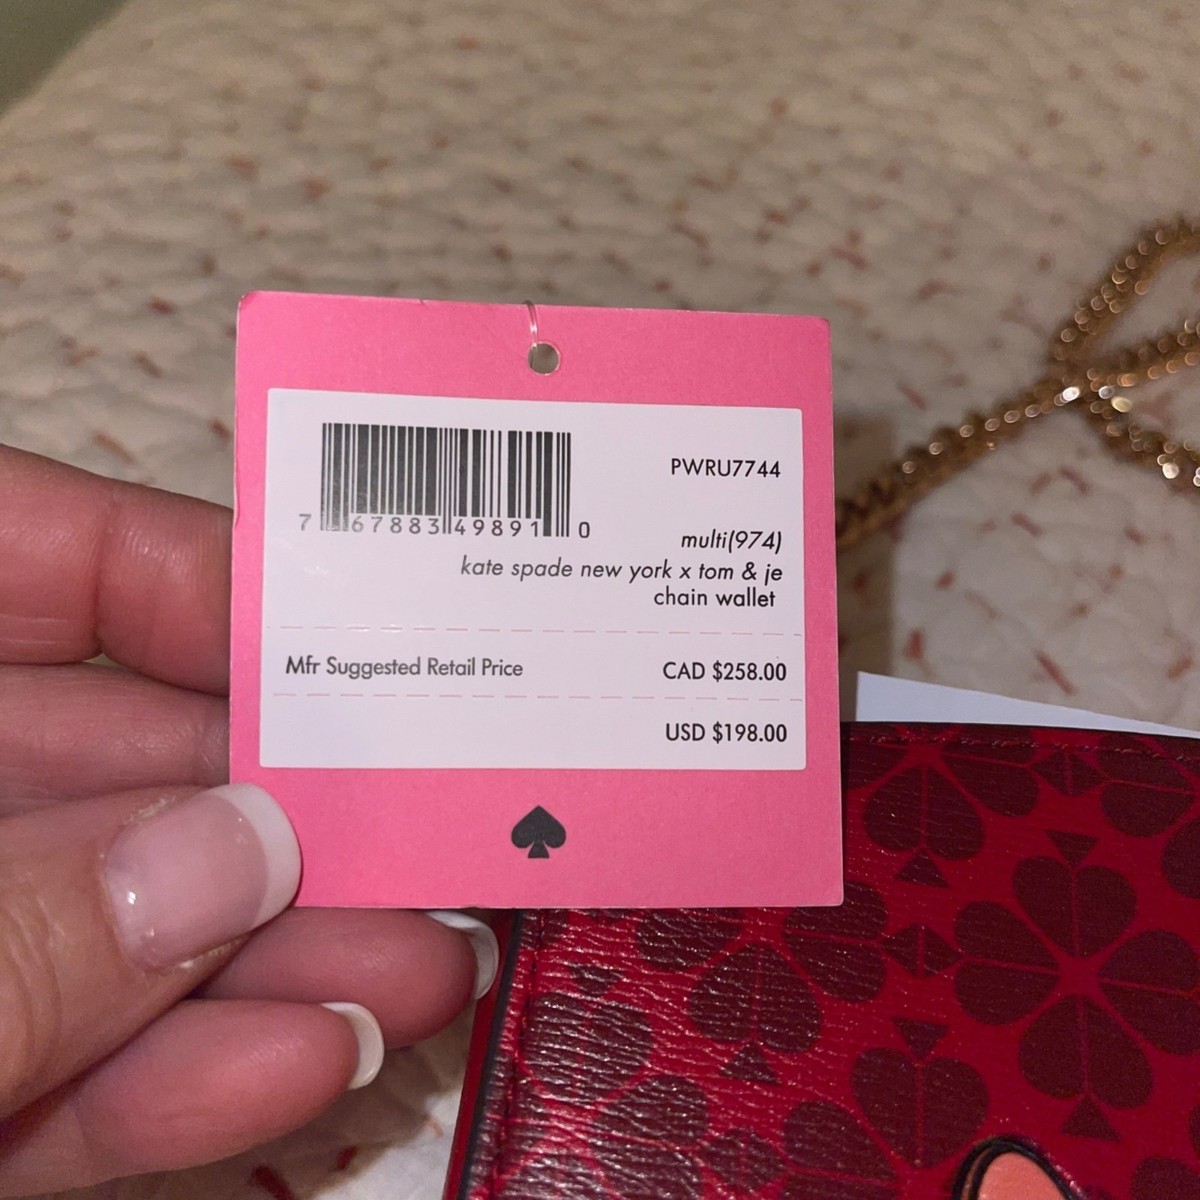 PWRU7744
7 67883 49891 0
multi(974)
kate spade new york x tom & je
chain wallet
Mfr Suggested Retail Price CAD $258.00
USD $198.00